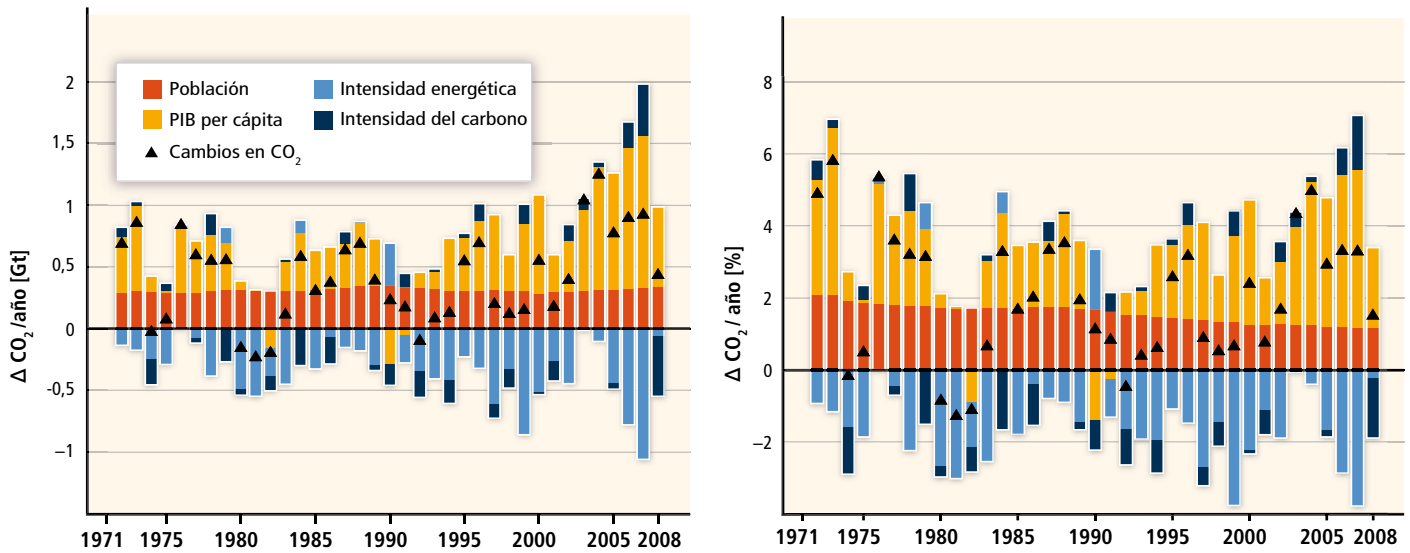 Δ CO2 /año [Gt]
2
1,5
1
0,5
0
–0,5
–1
Población
PIB per cápita
Cambios en CO2
Intensidad energética
Intensidad del carbono
1971 1975 1980 1985 1990 1995 2000 2005 2008
Δ CO2 / año [%]
8
6
4
2
0
–2
1971 1975 1980 1985 1990 1995 2000 2005 2008